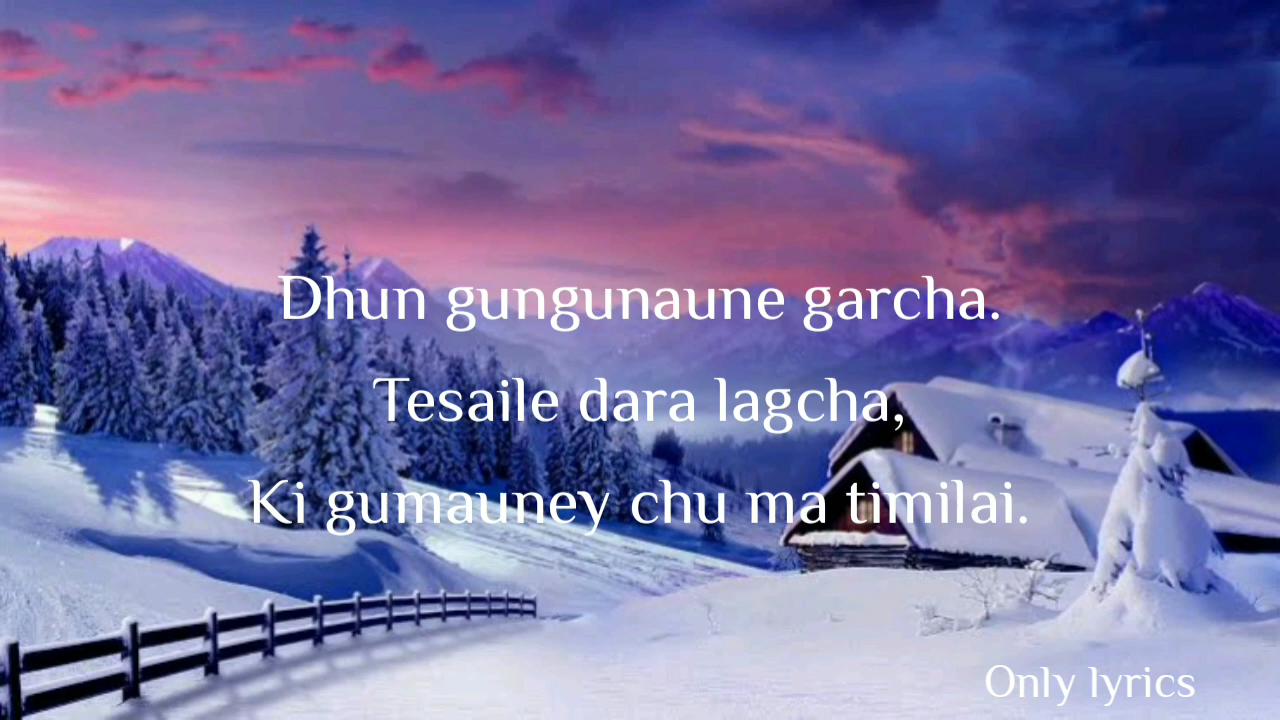 Dhun gungunaune garcha.
Tesaile dara lagcha,
Ki gumauney chu ma timilai.
Only lyrics